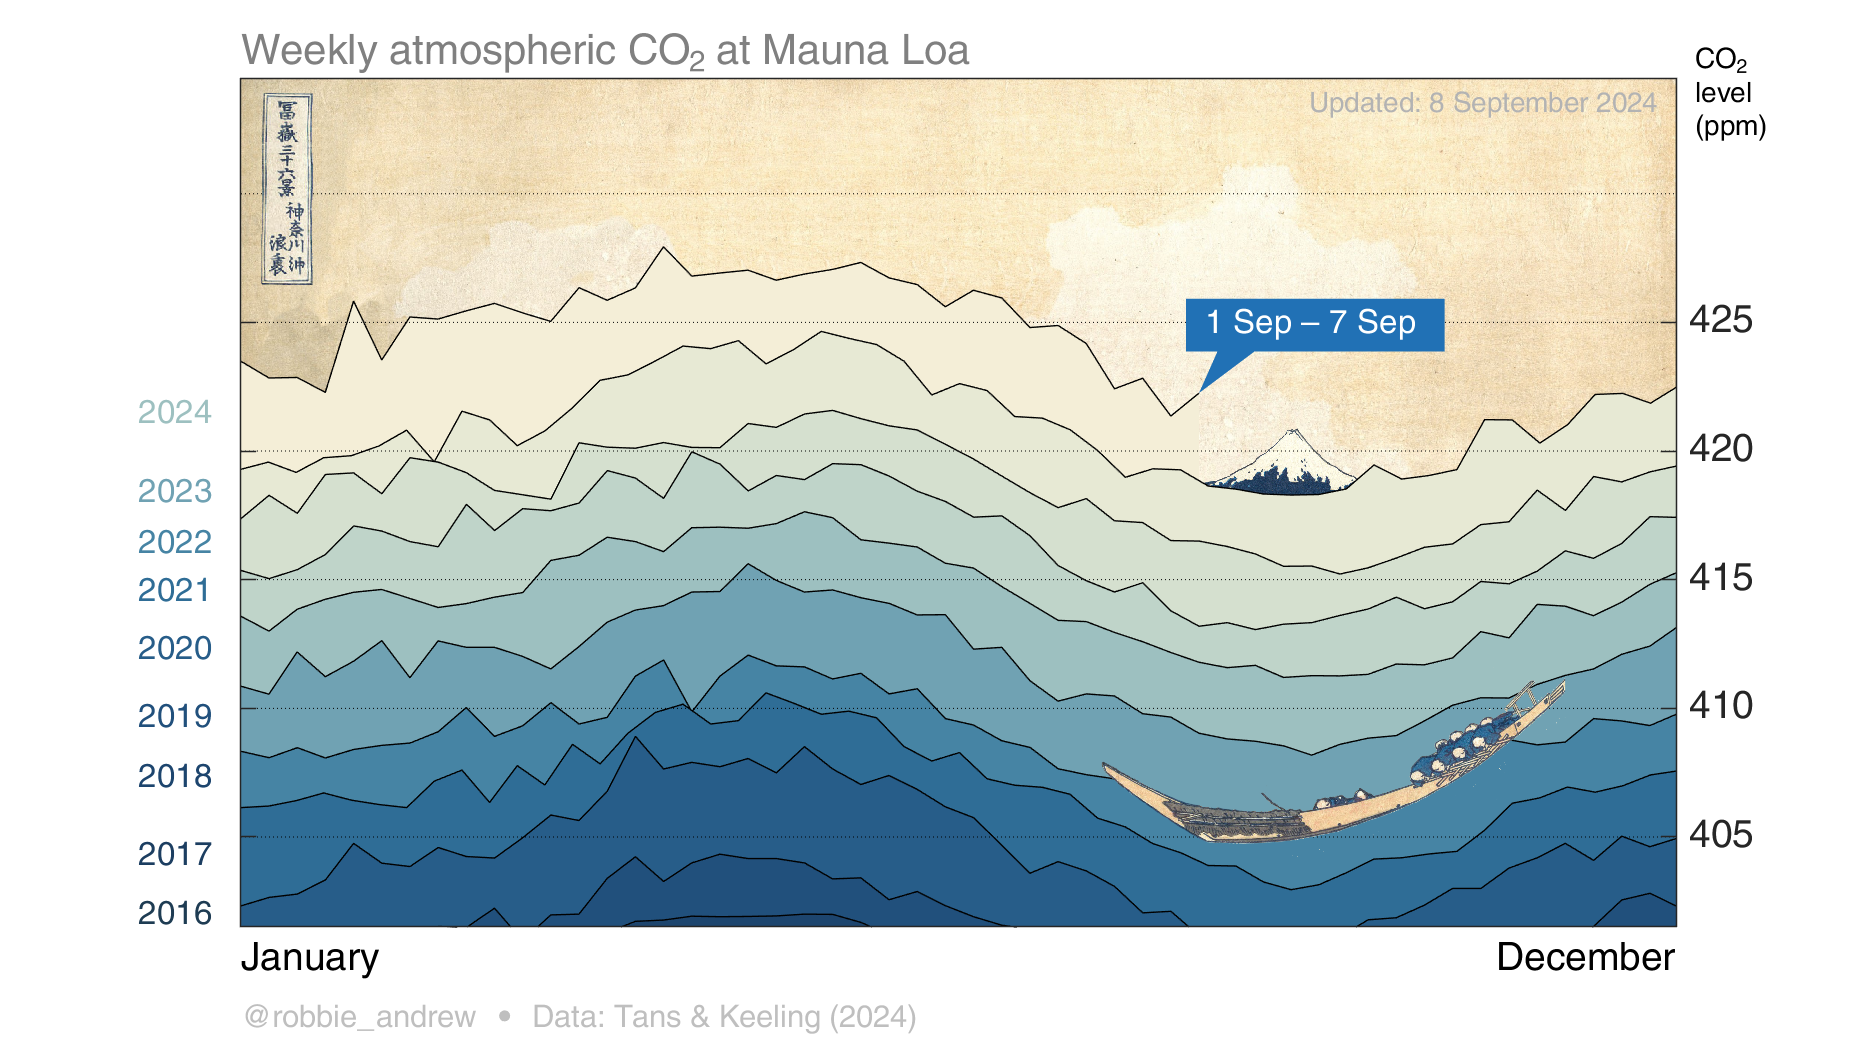 Weekly atmospheric CO₂ at Mauna Loa
CO₂
level
(ppm)
Updated: 8 September 2024
冨嶽三十六景
神奈川沖
浪裏
1 Sep – 7 Sep
425
420
415
410
405
2024
2023
2022
2021
2020
2019
2018
2017
2016
January
December
@robbie_andrew • Data: Tans & Keeling (2024)